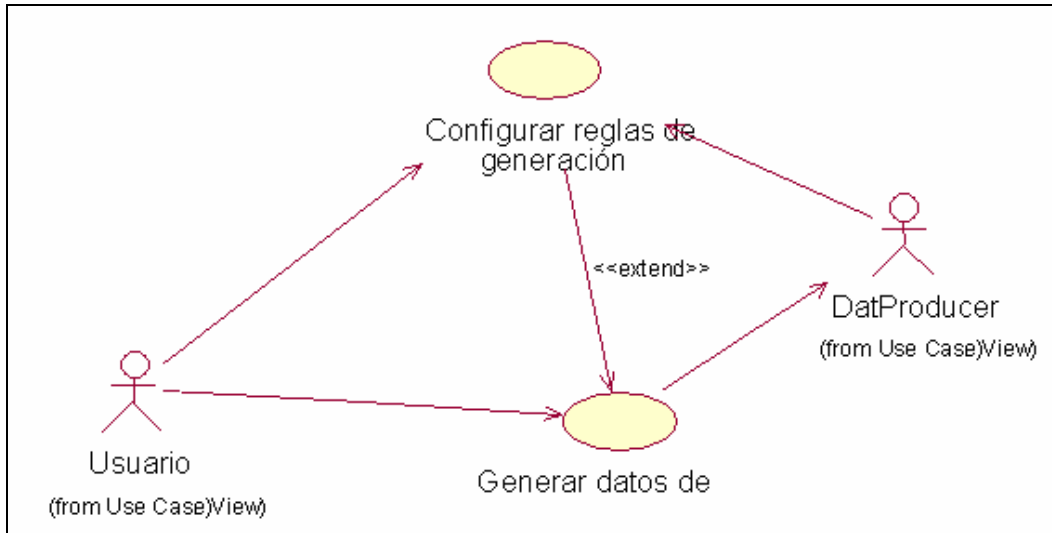 Configurar reglas de
generación
<<extend>>
DatProducer
(from Use Case)View)
Usuario
(from Use Case)View)
Generar datos de